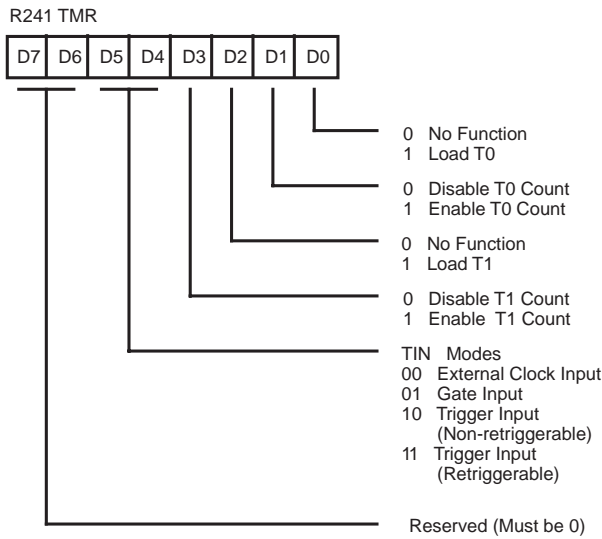 R241 TMR
D7 D6 D5 D4 D3 D2 D1 D0
0 No Function
1 Load T0
0 Disable T0 Count
1 Enable T0 Count
0 No Function
1 Load T1
0 Disable T1 Count
1 Enable T1 Count
TIN Modes
00 External Clock Input
01 Gate Input
10 Trigger Input
(Non-retriggerable)
11 Trigger Input
(Retriggerable)
Reserved (Must be 0)